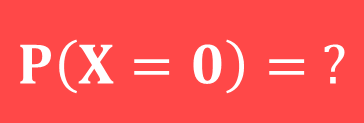 P(X = 0) = ?